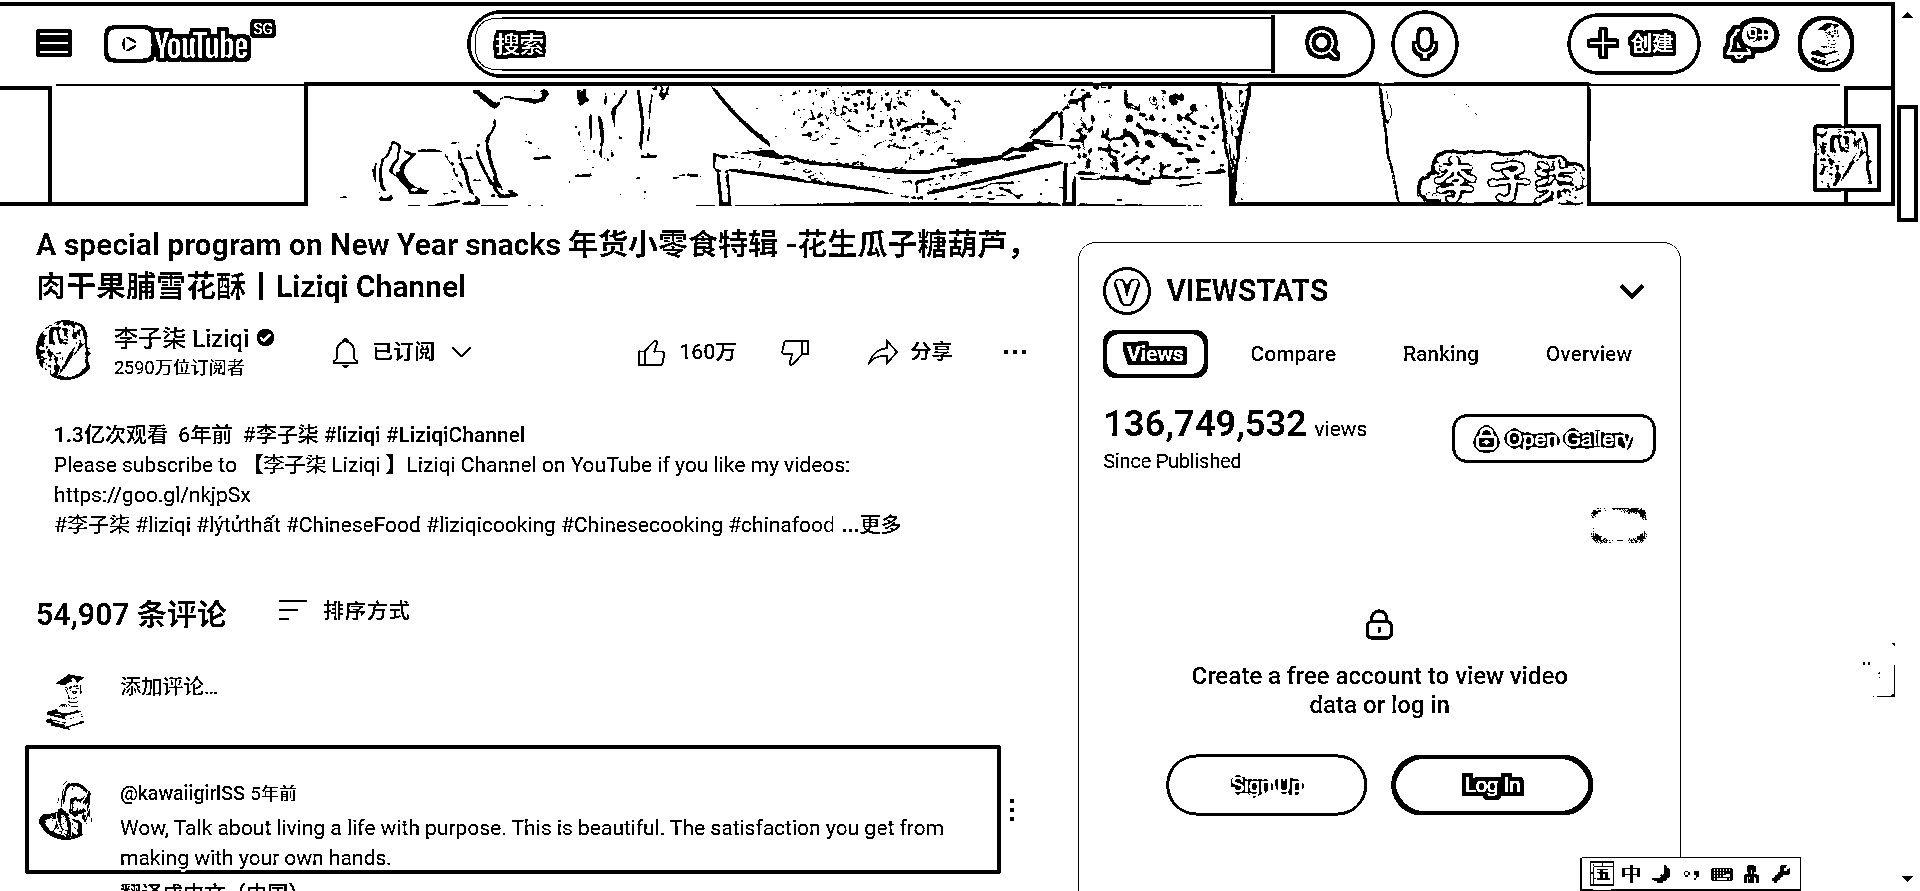 YouTube SG
搜索
创建
9+
李子柒
A special program on New Year snacks 年货小零食特辑 -花生瓜子糖葫芦，
肉干果脯雪花酥丨Liziqi Channel
李子柒 Liziqi
2590万位订阅者
已订阅
160万
分享
1.3亿次观看 6年前 #李子柒 #liziqi #LiziqiChannel
Please subscribe to 【李子柒 Liziqi 】Liziqi Channel on YouTube if you like my videos:
https://goo.gl/nkjpSx
#李子柒 #liziqi #lýtửthất #ChineseFood #liziqicooking #Chinesecooking #chinafood ...更多
54,907 条评论
排序方式
添加评论...
@kawaiigirlSS 5年前
Wow, Talk about living a life with purpose. This is beautiful. The satisfaction you get from
making with your own hands.
翻译成中文（中国）
VIEWSTATS
Views Compare Ranking Overview
136,749,532 views
Since Published
Open Gallery
Create a free account to view video
data or log in
Sign Up
Log In
五 中